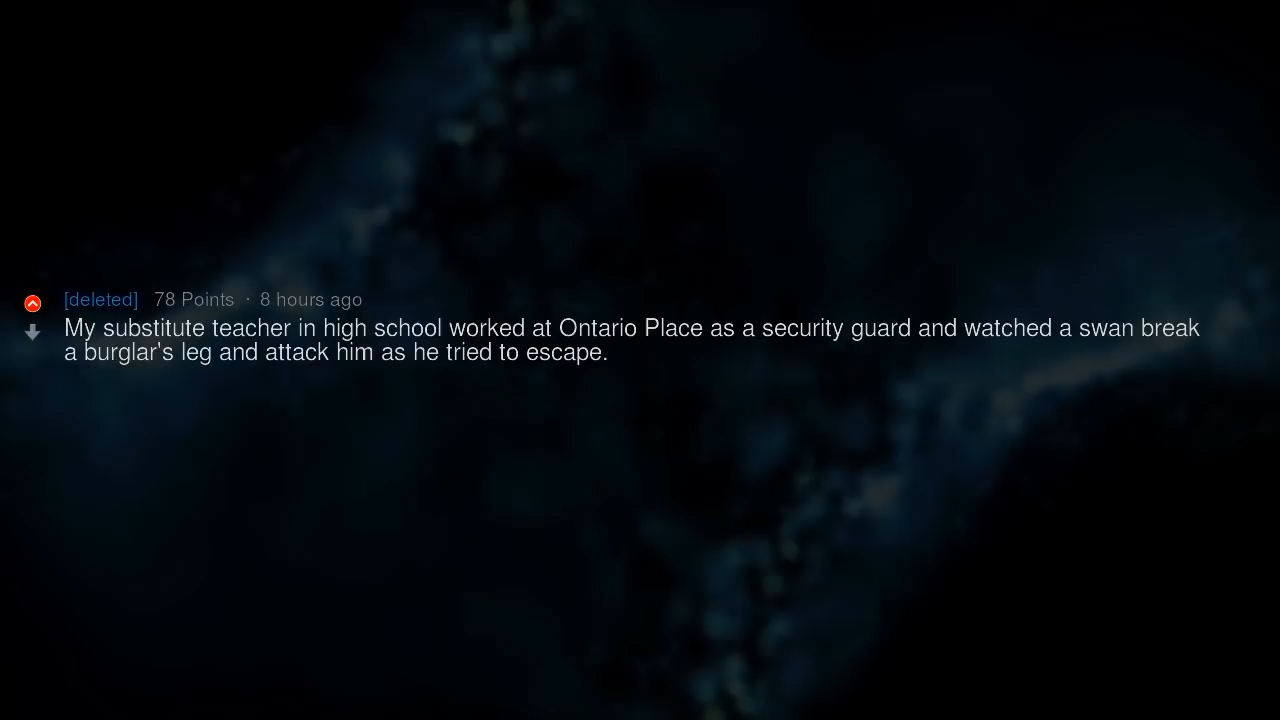 [deleted] 78 Points · 8 hours ago
My substitute teacher in high school worked at Ontario Place as a security guard and watched a swan break
a burglar's leg and attack him as he tried to escape.